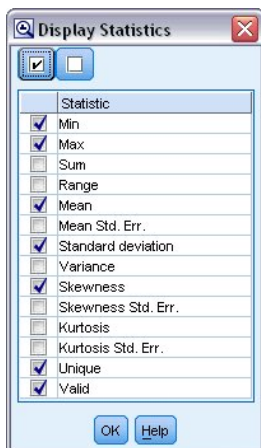 Display Statistics
Statistic
Min
Max
Sum
Range
Mean
Mean Std. Err.
Standard deviation
Variance
Skewness
Skewness Std. Err.
Kurtosis
Kurtosis Std. Err.
Unique
Valid
OK Help